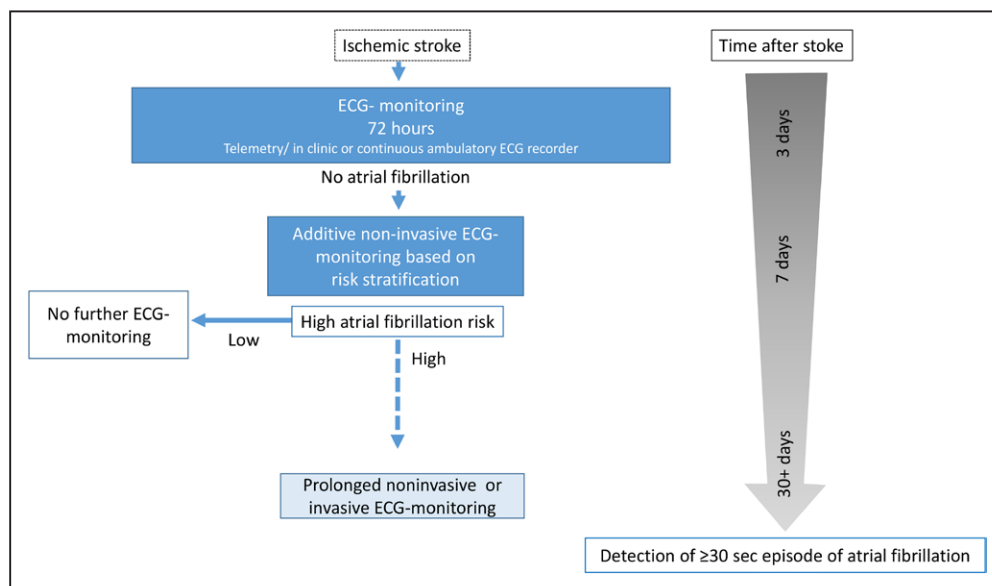 Ischemic stroke
ECG- monitoring
72 hours
Telemetry/ in clinic or continuous ambulatory ECG recorder
No atrial fibrillation
Additive non-invasive ECG-
monitoring based on
risk stratification
High atrial fibrillation risk
Low
No further ECG-
monitoring
High
Prolonged noninvasive or
invasive ECG-monitoring
Time after stoke
3 days
7 days
30+ days
Detection of ≥30 sec episode of atrial fibrillation